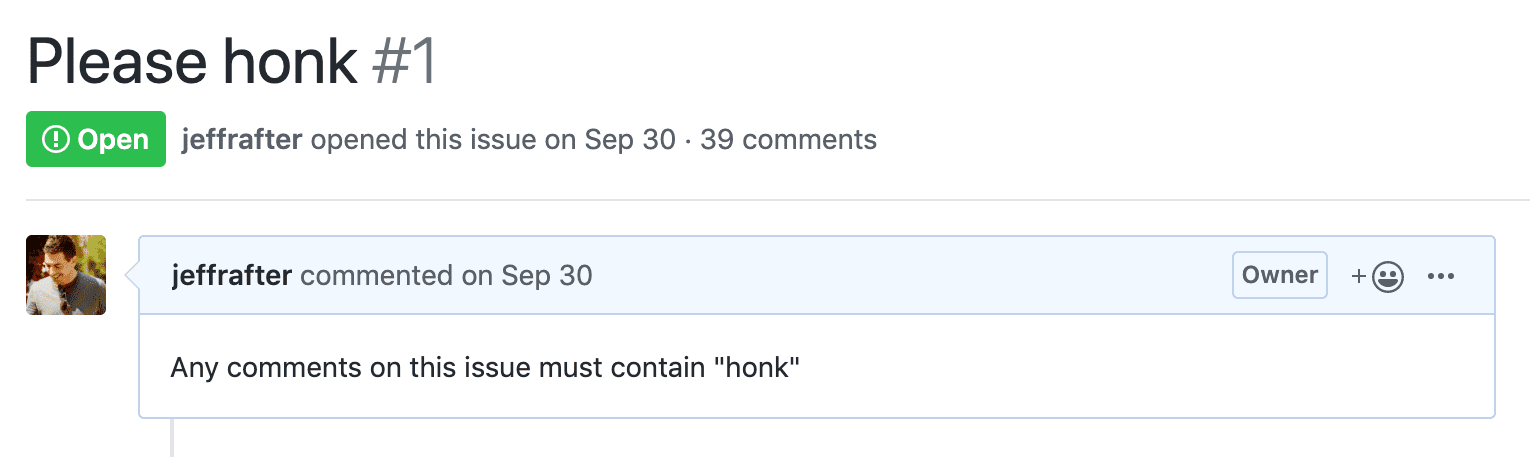 Please honk #1
Open jeffrafter opened this issue on Sep 30 · 39 comments
jeffrafter commented on Sep 30 Owner
Any comments on this issue must contain "honk"